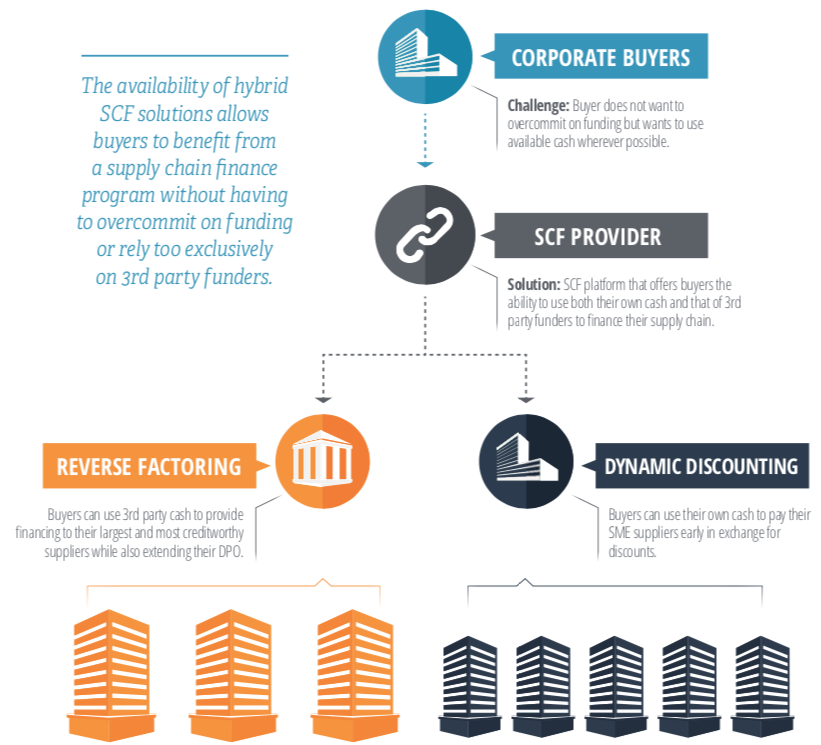 The availability of hybrid
SCF solutions allows
buyers to benefit from
a supply chain finance
program without having
to overcommit on funding
or rely too exclusively
on 3rd party funders.
CORPORATE BUYERS
Challenge: Buyer does not want to
overcommit on funding but wants to use
available cash wherever possible.
SCF PROVIDER
Solution: SCF platform that offers buyers the
ability to use both their own cash and that of 3rd
party funders to finance their supply chain.
REVERSE FACTORING
Buyers can use 3rd party cash to provide
financing to their largest and most creditworthy
suppliers while also extending their DPO.
DYNAMIC DISCOUNTING
Buyers can use their own cash to pay their
SME suppliers early in exchange for
discounts.